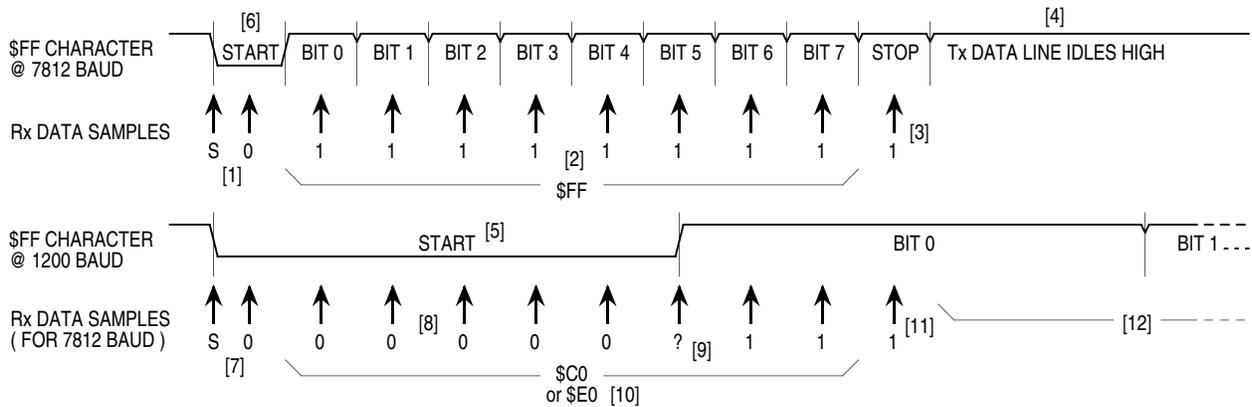 [6] [4]
$FF CHARACTER
@ 7812 BAUD
START BIT 0 BIT 1 BIT 2 BIT 3 BIT 4 BIT 5 BIT 6 BIT 7 STOP Tx DATA LINE IDLES HIGH
Rx DATA SAMPLES [3]
S 0 1 1 1 1 1 1 1 1 1
[1] [2]
$FF
$FF CHARACTER
@ 1200 BAUD
START [5] BIT 0 BIT 1
Rx DATA SAMPLES
( FOR 7812 BAUD )
[8] [11] [12]
S 0 0 0 0 0 0 ? [9] 1 1 1
[7]
$C0
or $E0 [10]